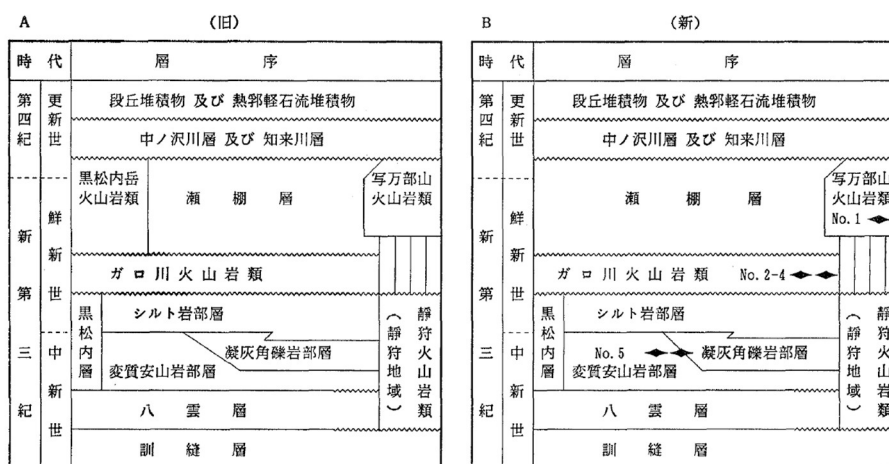 A (旧)
時代 層序
第四紀 更新世 段丘堆積物 及び 熱郛軽石流堆積物
中ノ沢川層 及び 知来川層
新第三紀 鮮新世 黒松内岳火山岩類 瀬棚層 写万部山火山岩類
ガロ川火山岩類
黒松内層 シルト岩部層
中新世 凝灰角礫岩部層
変質安山岩部層
静狩火山岩類(静狩地域)
八雲層
訓縫層
B (新)
時代 層序
第四紀 更新世 段丘堆積物 及び 熱郛軽石流堆積物
中ノ沢川層 及び 知来川層
新第三紀 鮮新世 瀬棚層 写万部山火山岩類 No.1
ガロ川火山岩類 No.2-4
黒松内層 シルト岩部層
中新世 No.5 凝灰角礫岩部層
変質安山岩部層
静狩火山岩類(静狩地域)
八雲層
訓縫層